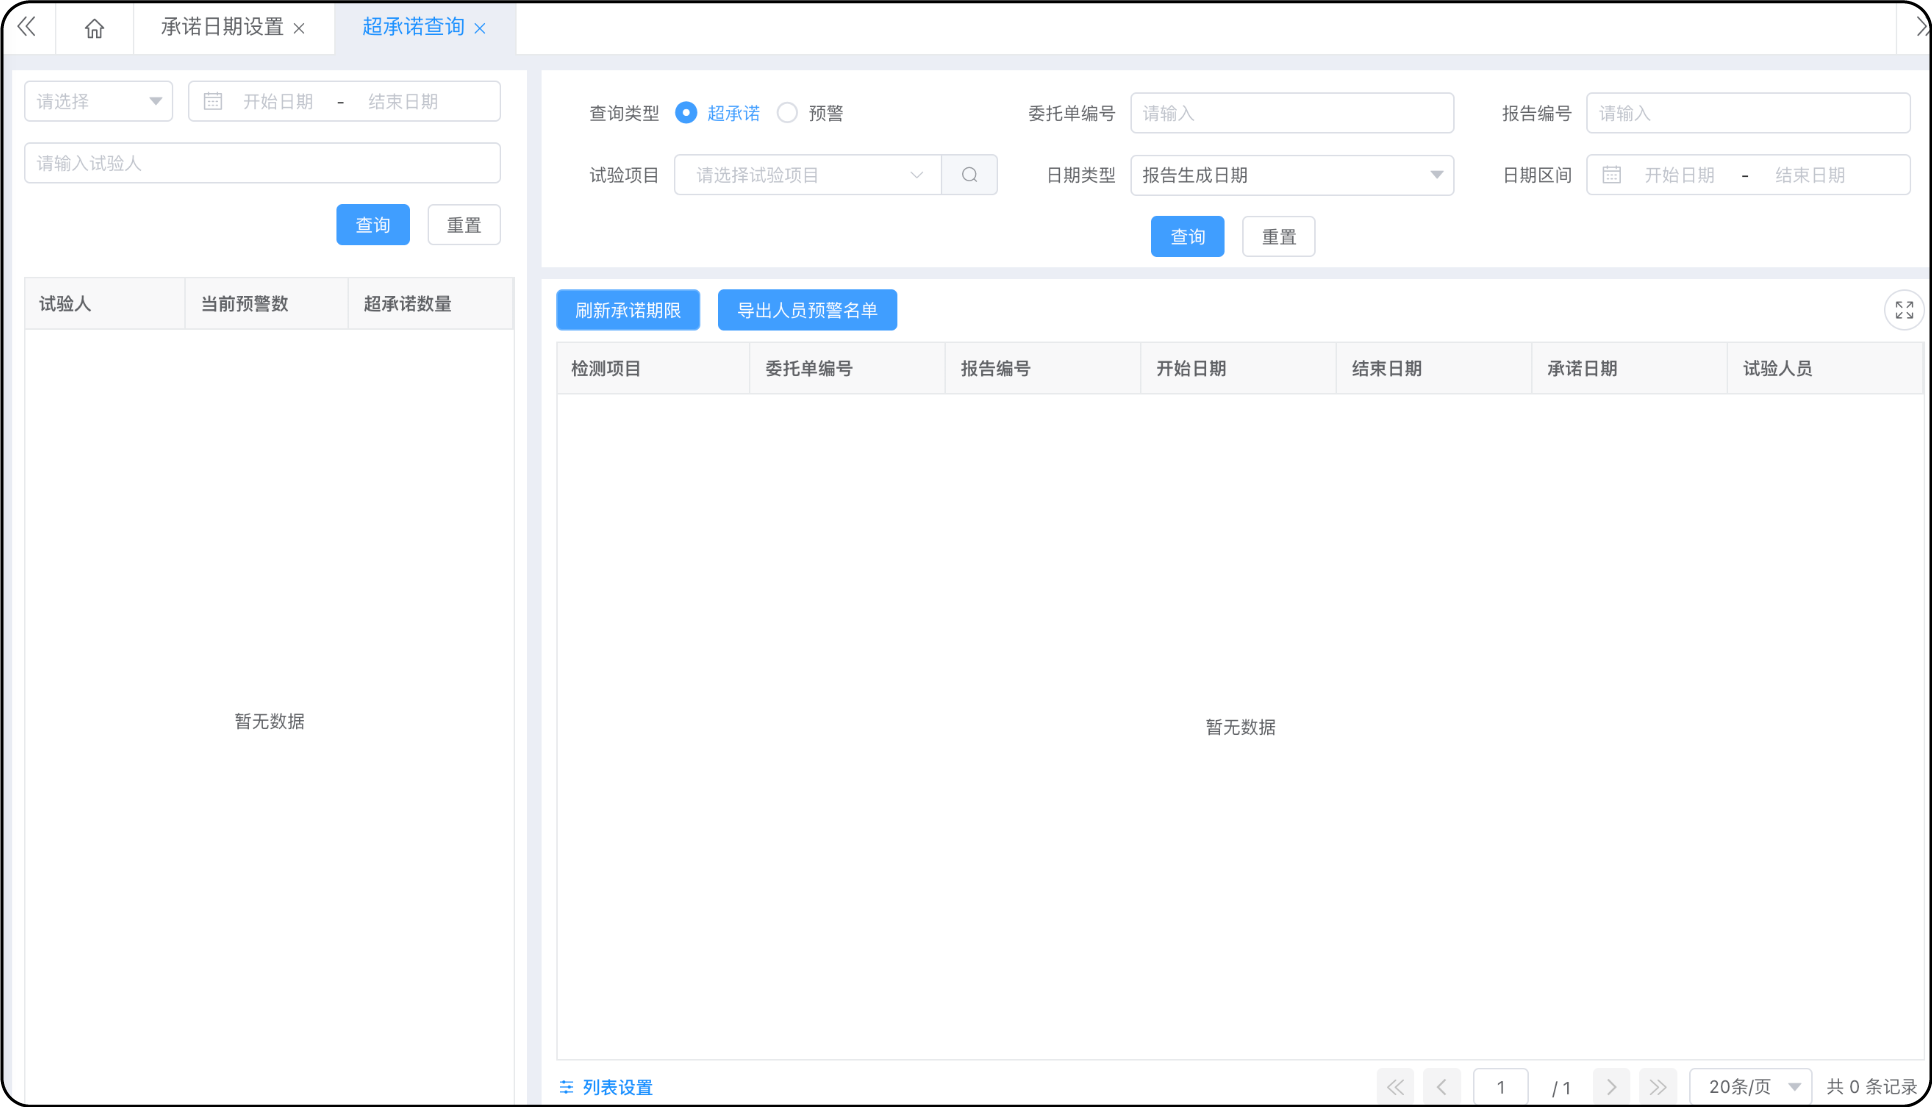 承诺日期设置 超承诺查询
请选择 开始日期 - 结束日期
请输入试验人
查询 重置
试验人 当前预警数 超承诺数量
暂无数据
查询类型 超承诺 预警 委托单编号 请输入 报告编号 请输入
试验项目 请选择试验项目 日期类型 报告生成日期 日期区间 开始日期 - 结束日期
查询 重置
刷新承诺期限 导出人员预警名单
检测项目 委托单编号 报告编号 开始日期 结束日期 承诺日期 试验人员
暂无数据
列表设置 1 / 1 20条/页 共 0 条记录